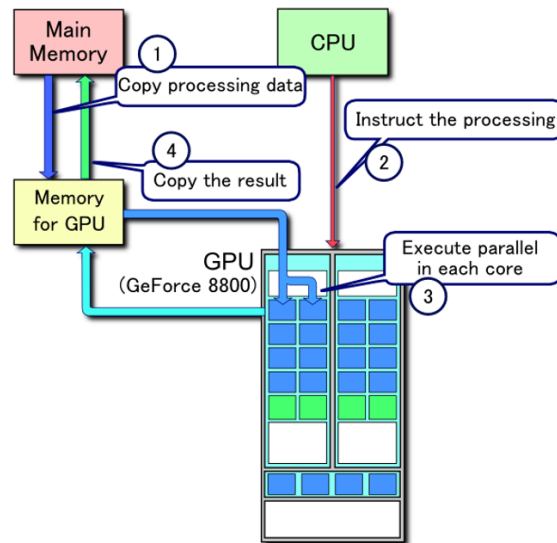 Main
Memory
CPU
1
Copy processing data
Instruct the processing
2
4
Copy the result
Memory
for GPU
GPU
(GeForce 8800)
Execute parallel
in each core
3